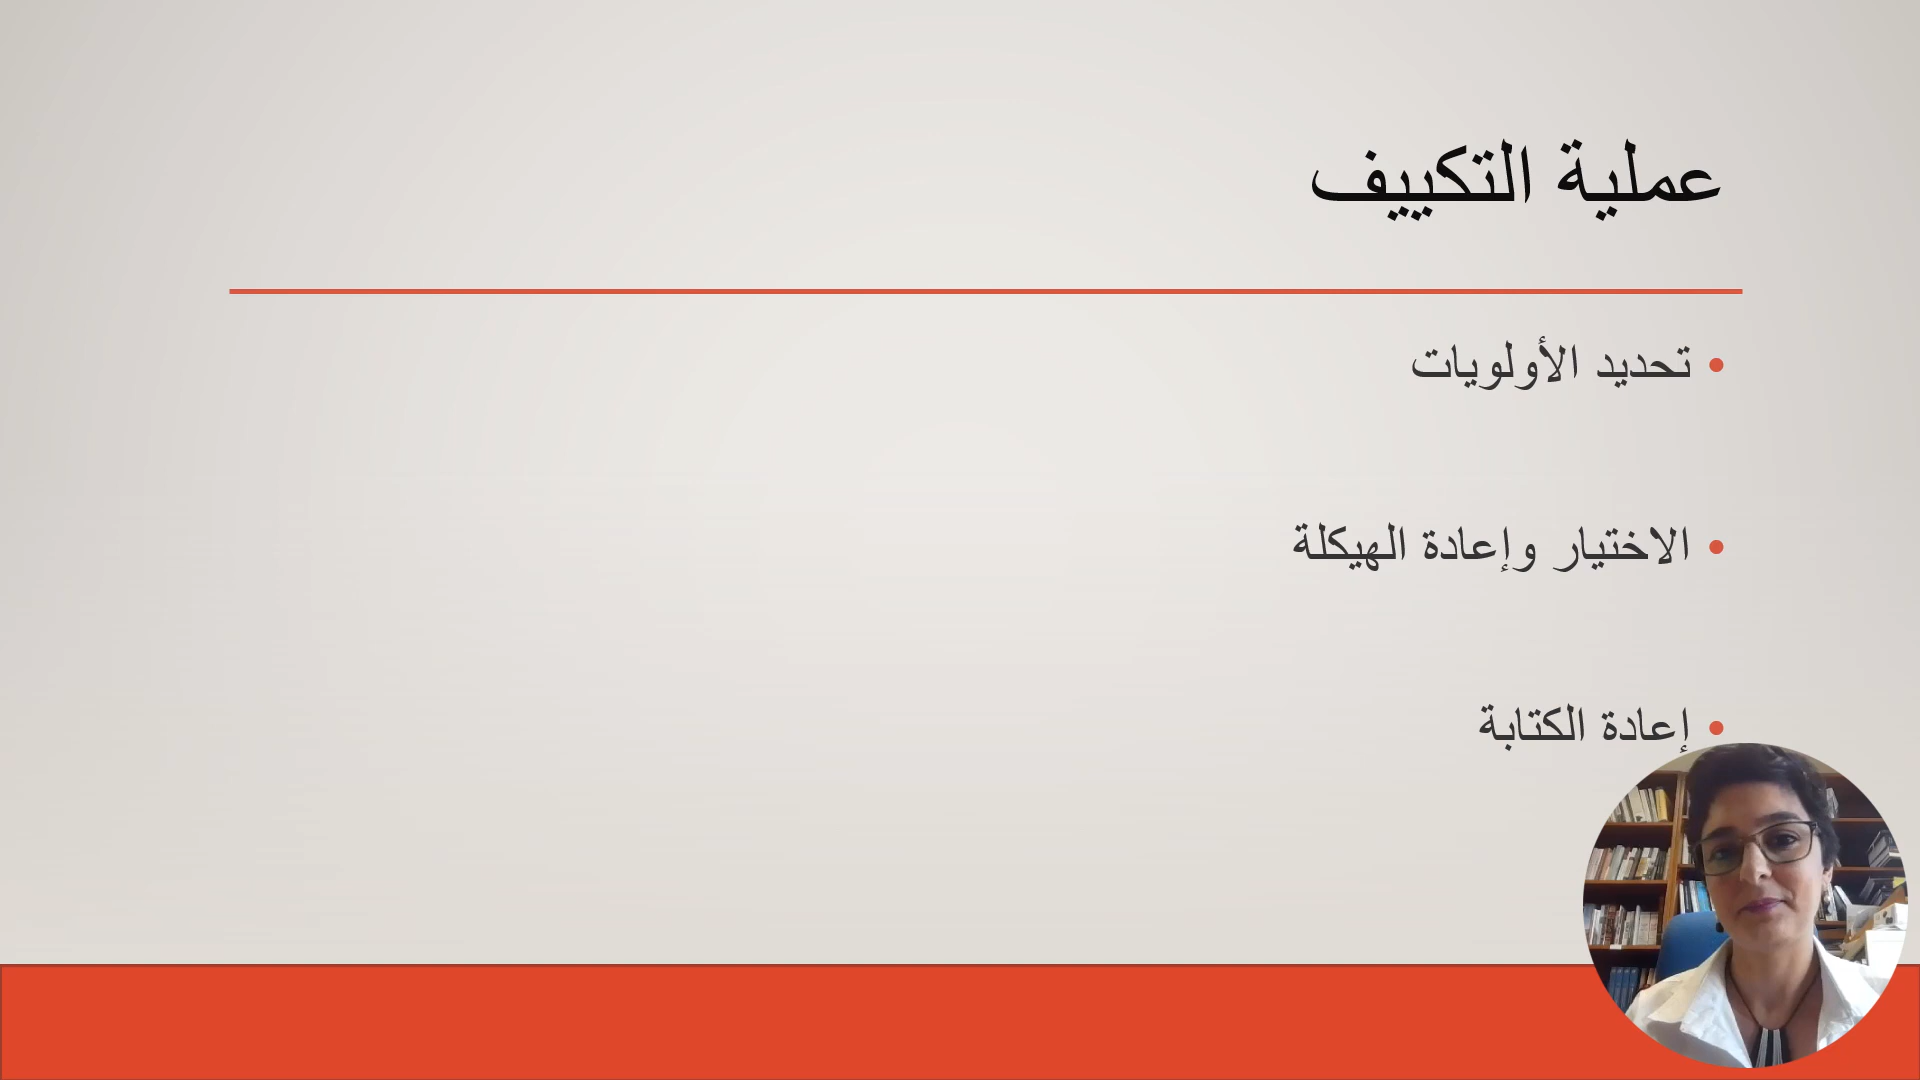 عملية التكييف
• تحديد الأولويات
• الاختيار وإعادة الهيكلة
• إعادة الكتابة